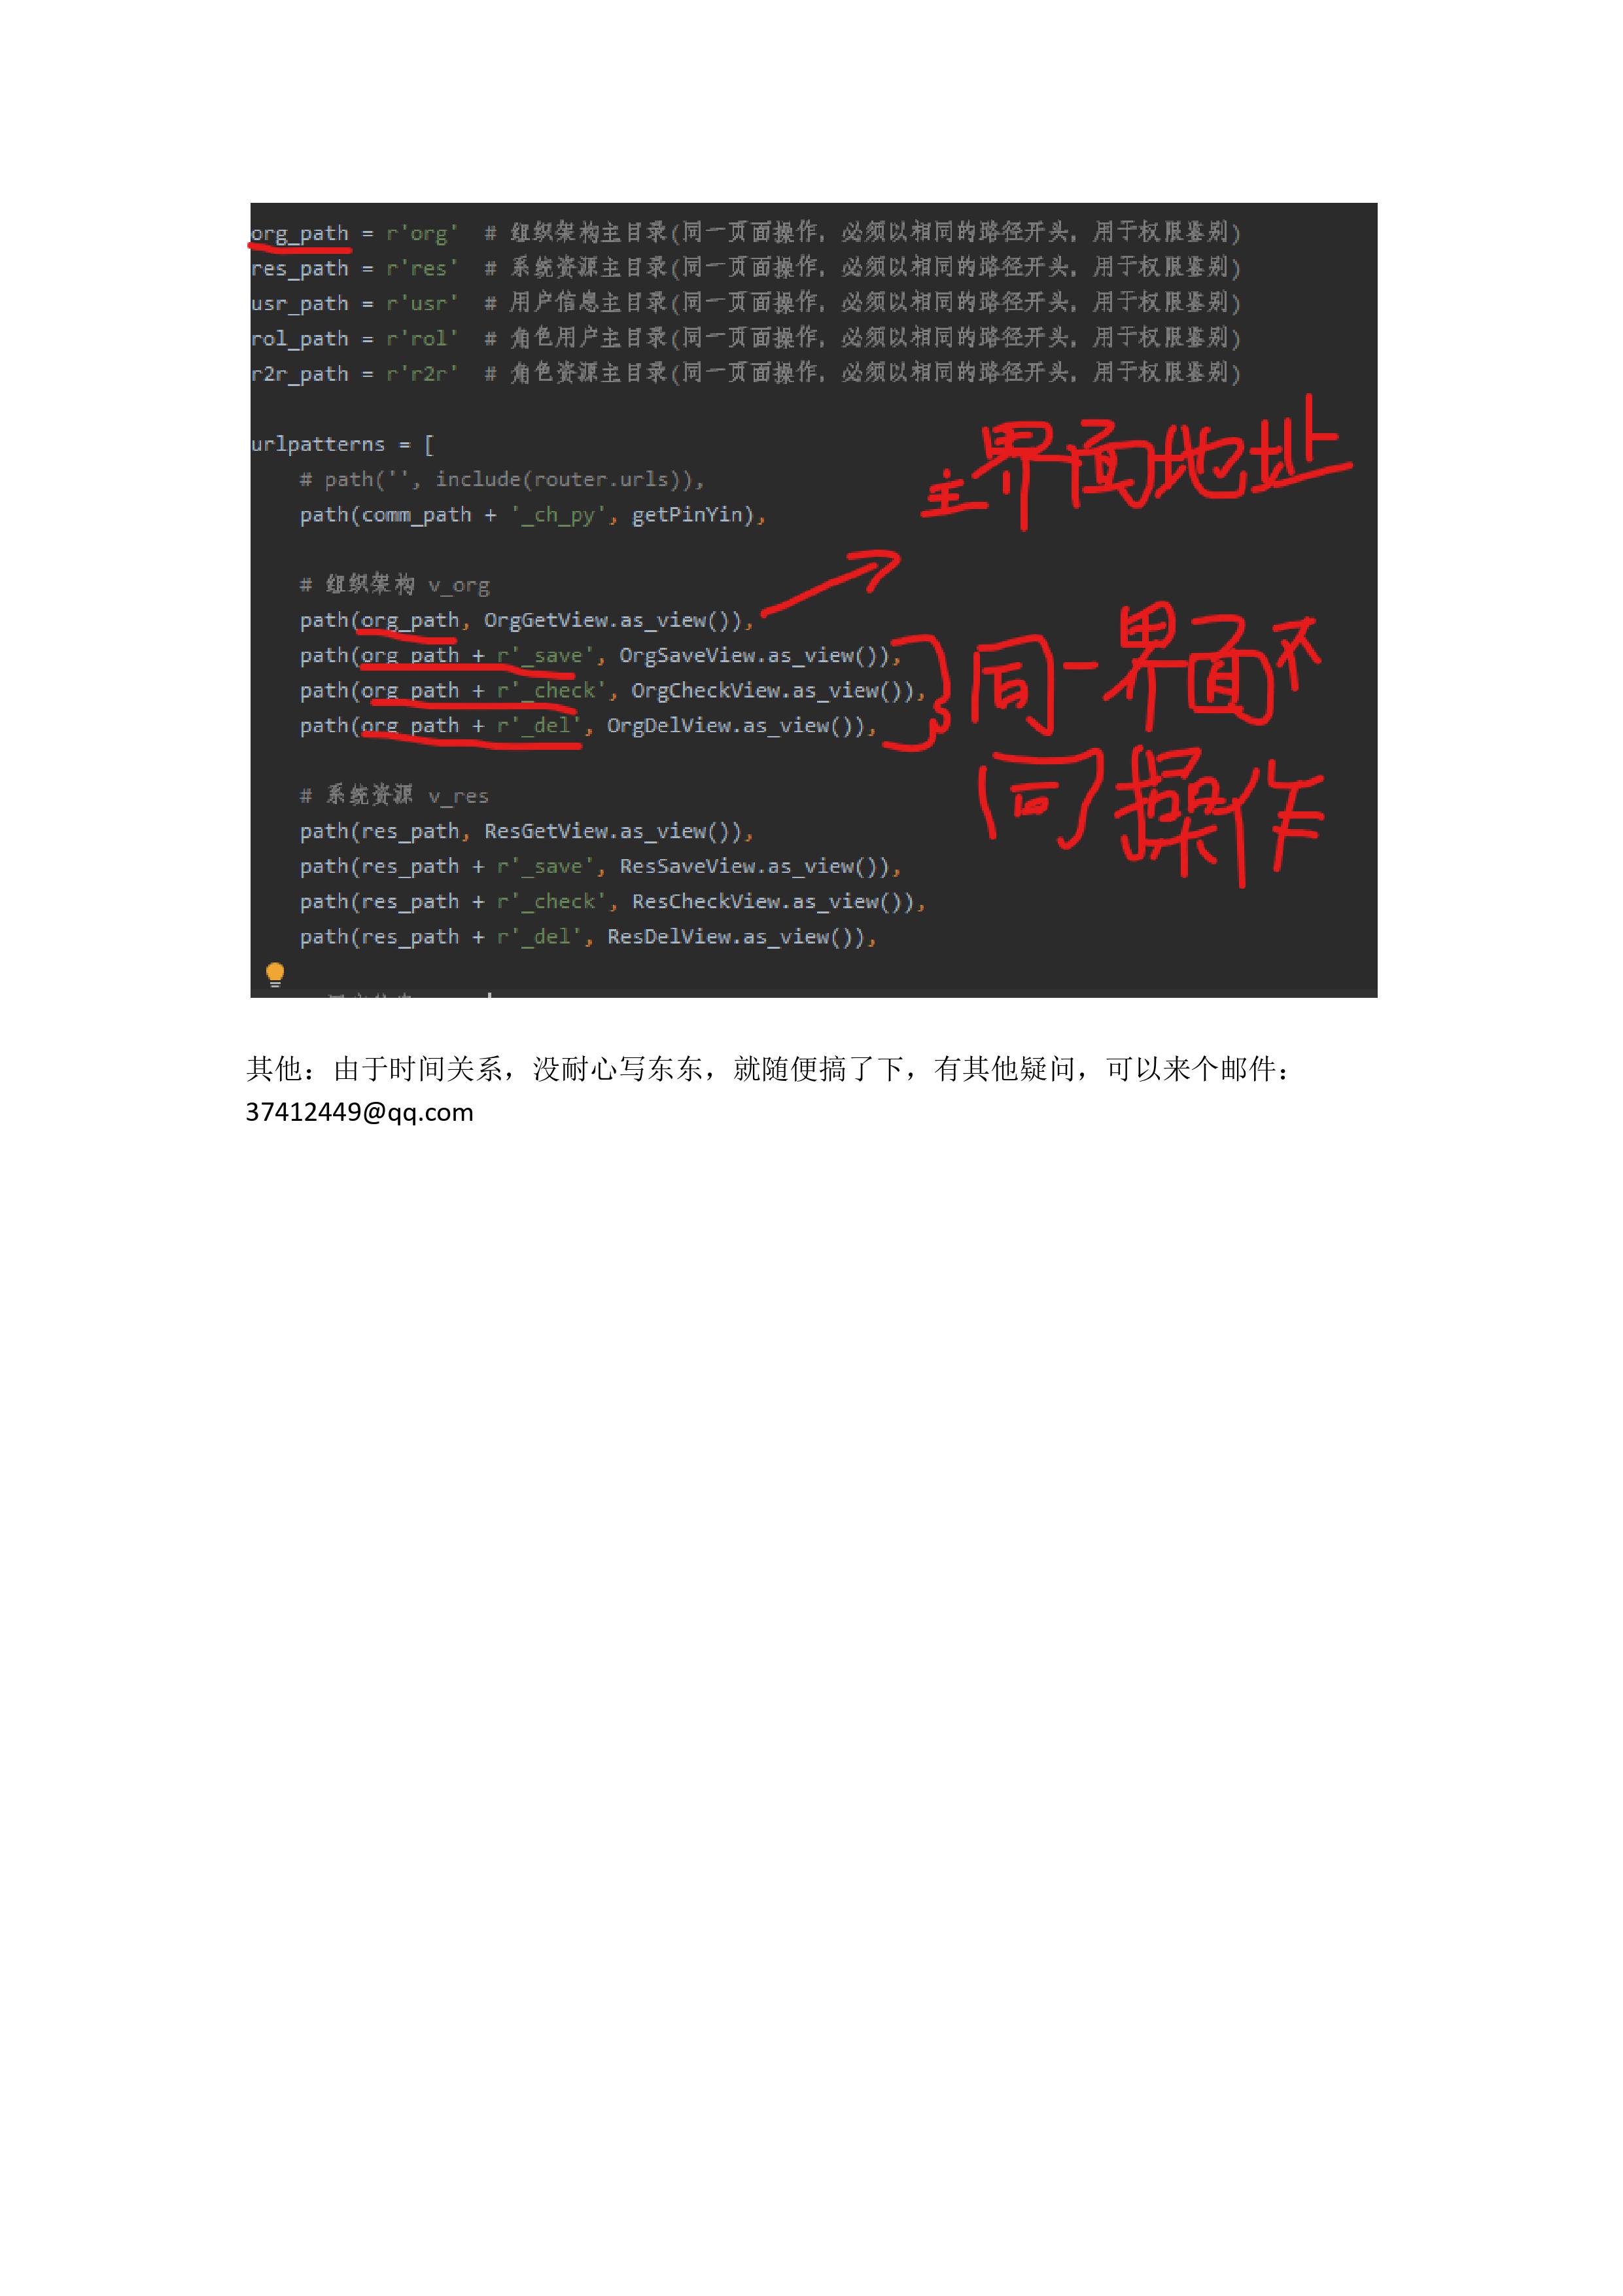 org_path = r'org'  # 组织架构主目录(同一页面操作，必须以相同的路径开头，用于权限鉴别)
res_path = r'res'  # 系统资源主目录(同一页面操作，必须以相同的路径开头，用于权限鉴别)
usr_path = r'usr'  # 用户信息主目录(同一页面操作，必须以相同的路径开头，用于权限鉴别)
rol_path = r'rol'  # 角色用户主目录(同一页面操作，必须以相同的路径开头，用于权限鉴别)
r2r_path = r'r2r'  # 角色资源主目录(同一页面操作，必须以相同的路径开头，用于权限鉴别)
urlpatterns = [
    # path('', include(router.urls)),
    path(comm_path + '_ch_py', getPinYin),
主界面地址
    # 组织架构 v_org
    path(org_path, OrgGetView.as_view()),
    path(org_path + r'_save', OrgSaveView.as_view()),
    path(org_path + r'_check', OrgCheckView.as_view()),
    path(org_path + r'_del', OrgDelView.as_view()),
同一界面不
同操作
    # 系统资源 v_res
    path(res_path, ResGetView.as_view()),
    path(res_path + r'_save', ResSaveView.as_view()),
    path(res_path + r'_check', ResCheckView.as_view()),
    path(res_path + r'_del', ResDelView.as_view()),
其他：由于时间关系，没耐心写东东，就随便搞了下，有其他疑问，可以来个邮件：
37412449@qq.com